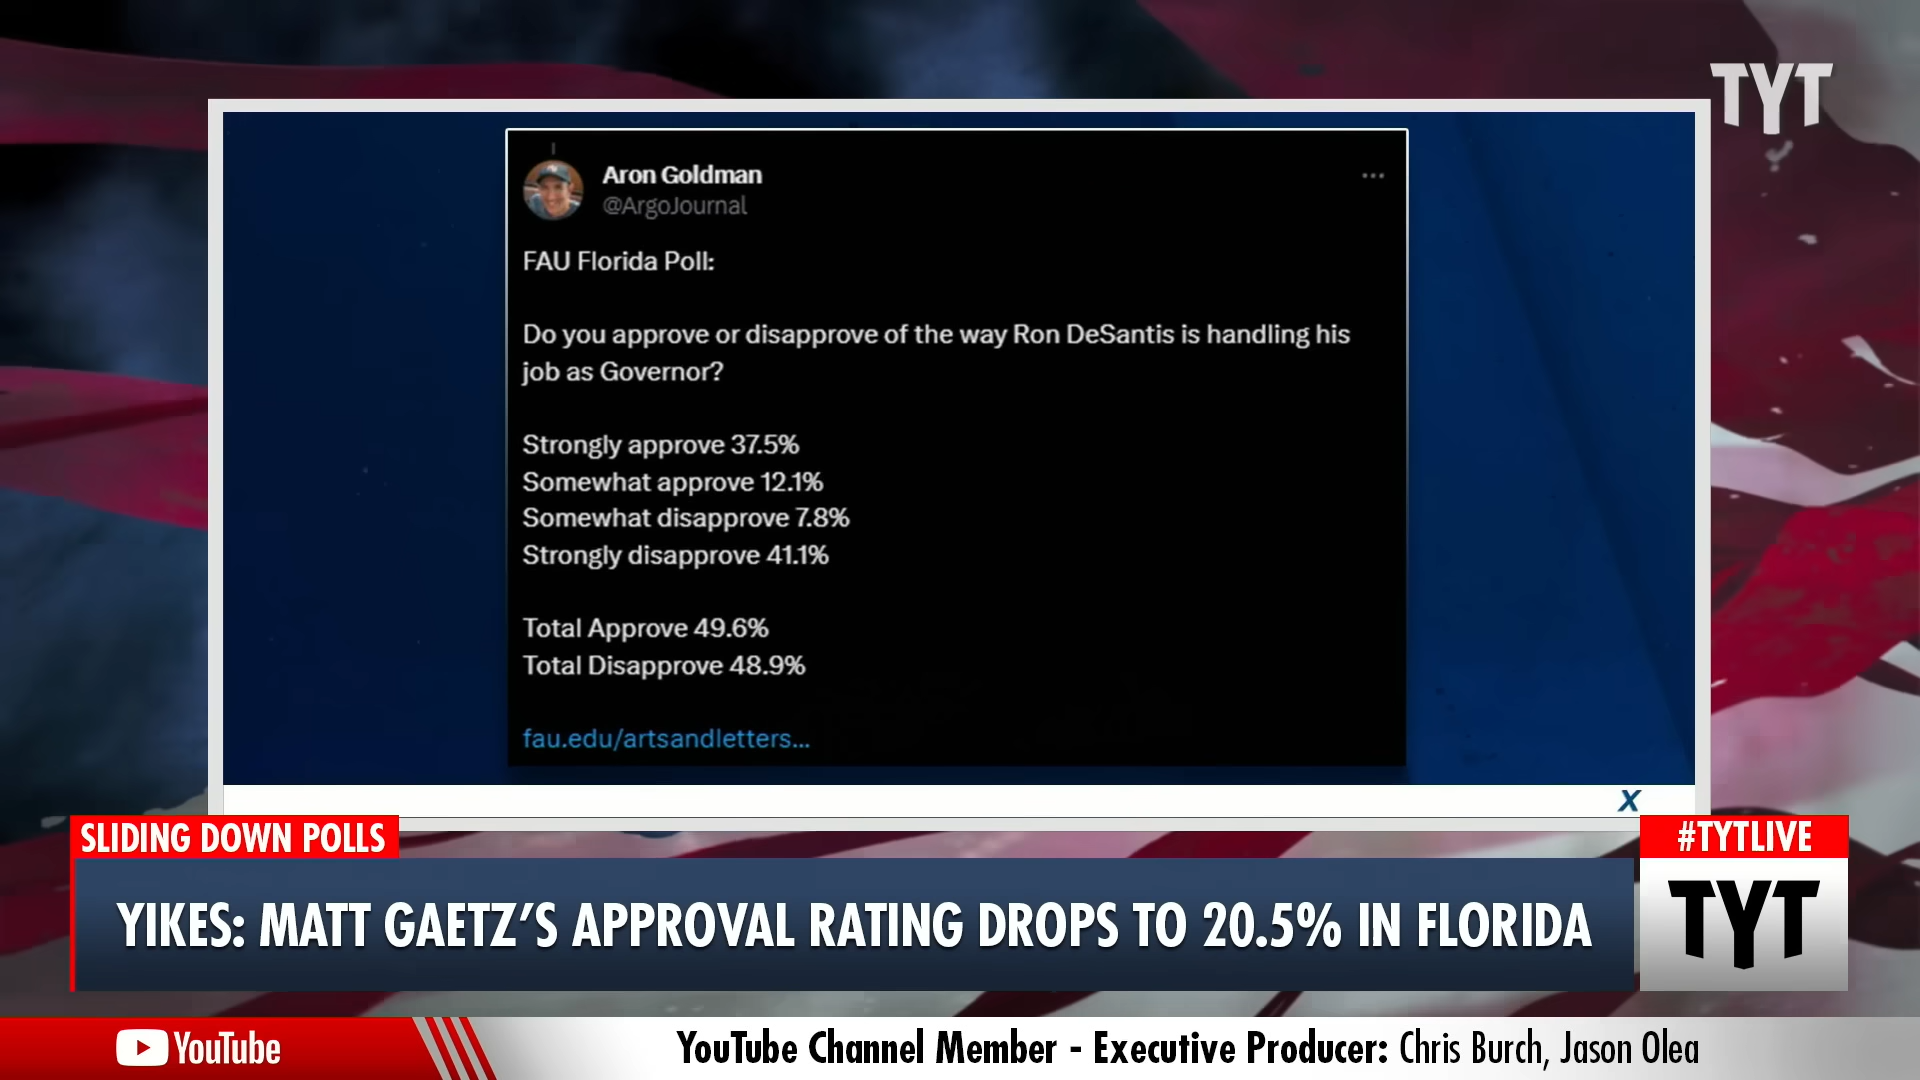 TYT
Aron Goldman
@ArgoJournal
FAU Florida Poll:
Do you approve or disapprove of the way Ron DeSantis is handling his
job as Governor?
Strongly approve 37.5%
Somewhat approve 12.1%
Somewhat disapprove 7.8%
Strongly disapprove 41.1%
Total Approve 49.6%
Total Disapprove 48.9%
fau.edu/artsandletters...
X
SLIDING DOWN POLLS
#TYTLIVE
YIKES: MATT GAETZ'S APPROVAL RATING DROPS TO 20.5% IN FLORIDA
TYT
YouTube
YouTube Channel Member - Executive Producer: Chris Burch, Jason Olea